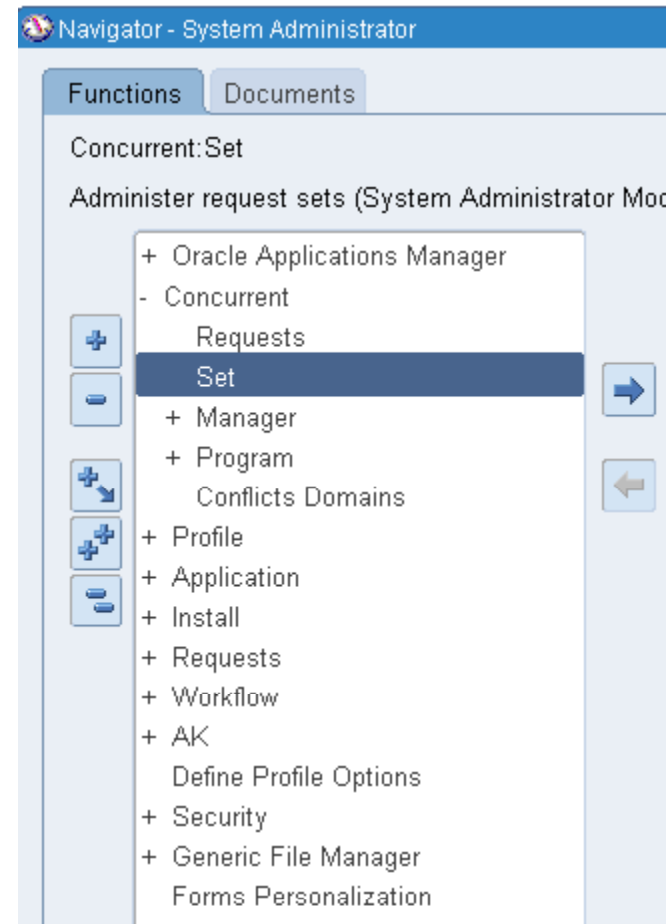 Navigator - System Administrator
Functions Documents
Concurrent:Set
Administer request sets (System Administrator
+ Oracle Applications Manager
- Concurrent
Requests
Set
+ Manager
+ Program
Conflicts Domains
+ Profile
+ Application
+ Install
+ Requests
+ Workflow
+ AK
Define Profile Options
+ Security
+ Generic File Manager
Forms Personalization